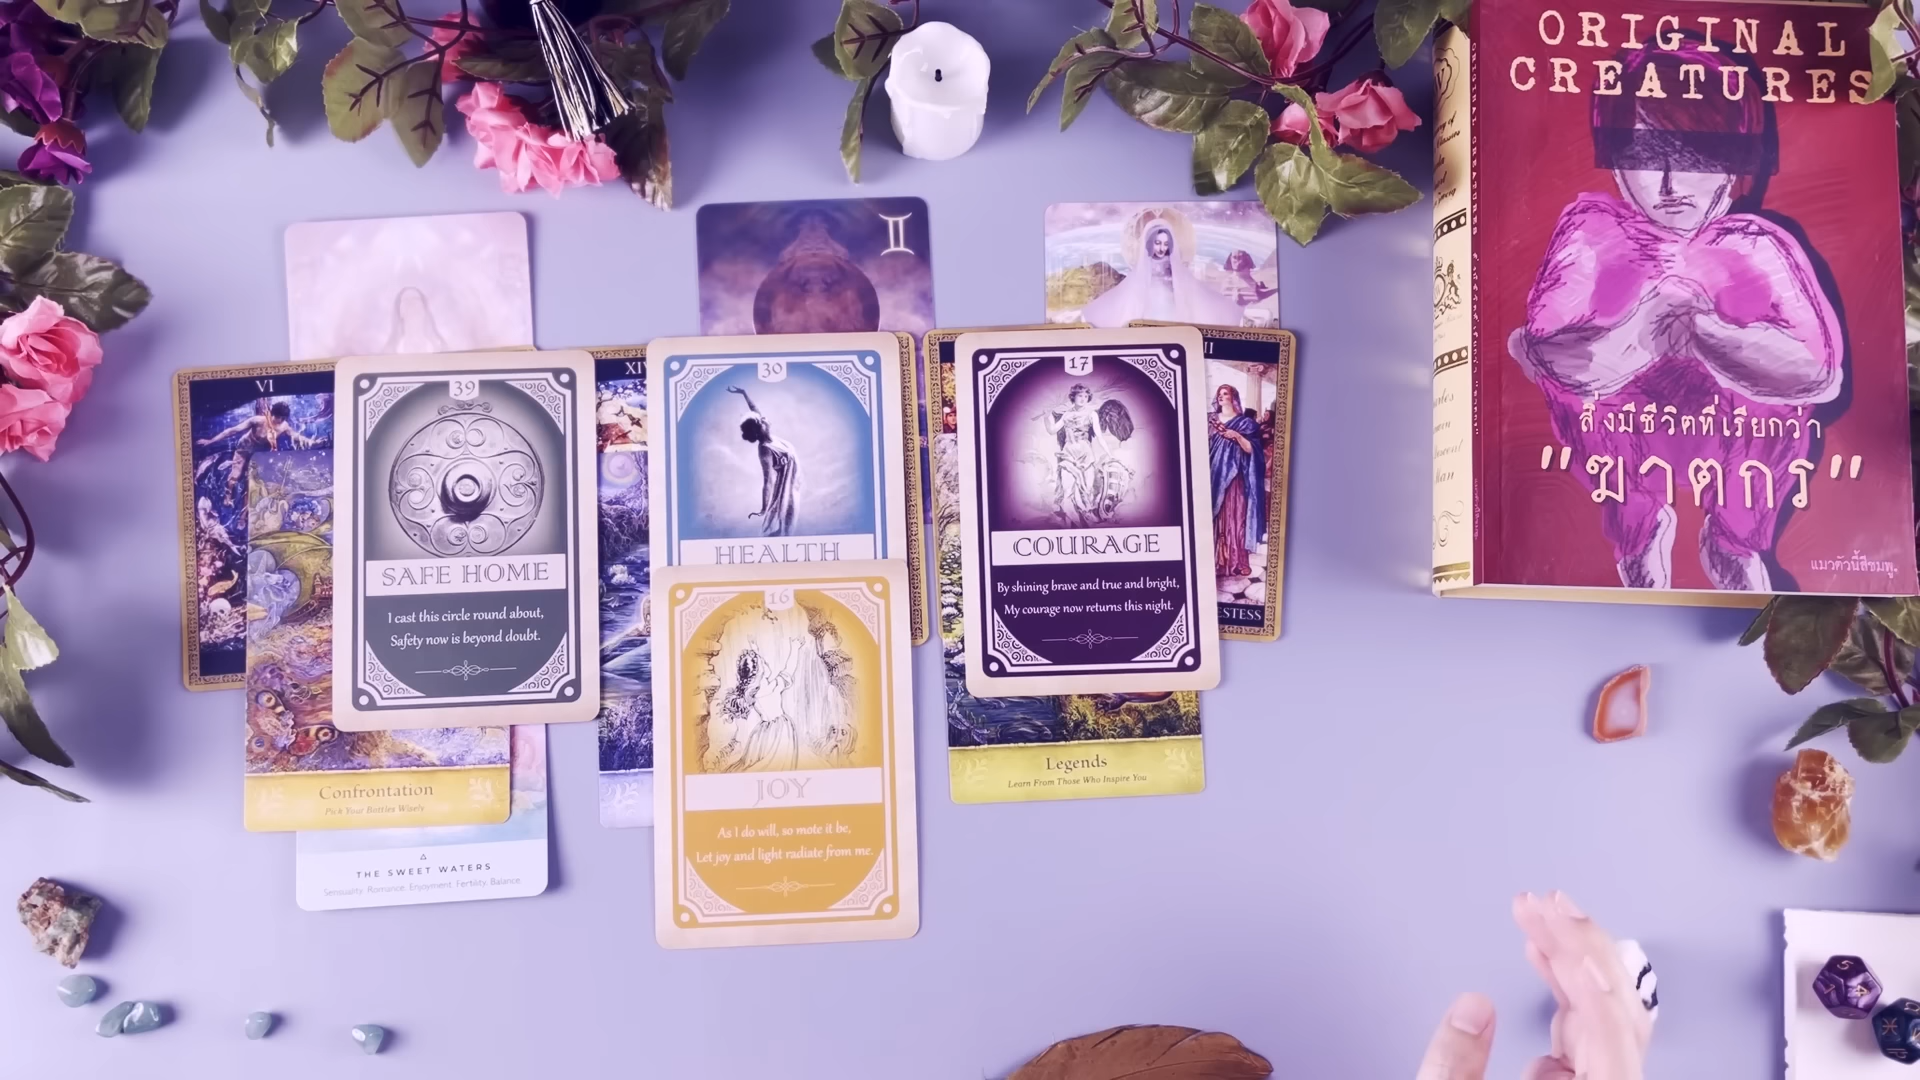 ORIGINAL
CREATURES
สิ่งมีชีวิตที่เรียกว่า
"ฆาตกร"
แมวตัวนี้สีชมพู.
VI
39
SAFE HOME
I cast this circle round about,
Safety now is beyond doubt.
Confrontation
Pick Your Battles Wisely
THE SWEET WATERS
Sensuality. Romance. Enjoyment. Fertility. Balance.
30
HEALTH
16
JOY
As I do will, so mote it be,
Let joy and light radiate from me.
17
COURAGE
By shining brave and true and bright,
My courage now returns this night.
Legends
Learn From Those Who Inspire You
ESTESS